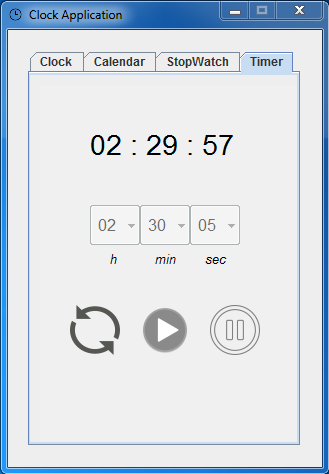 Clock Application
Clock Calendar StopWatch Timer
02 : 29 : 57
02 30 05
h min sec